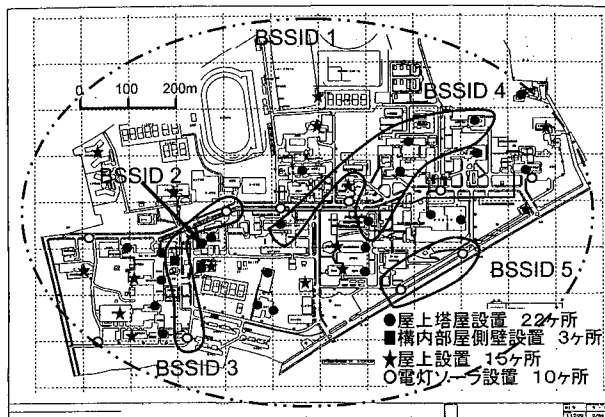 BSSID 1
0 100 200m
BSSID 4
BSSID 2
BSSID 5
●屋上塔屋設置 22ヶ所
■構内部屋側壁設置 3ヶ所
★屋上設置 15ヶ所
○電灯ソーラ設置 10ヶ所
BSSID 3